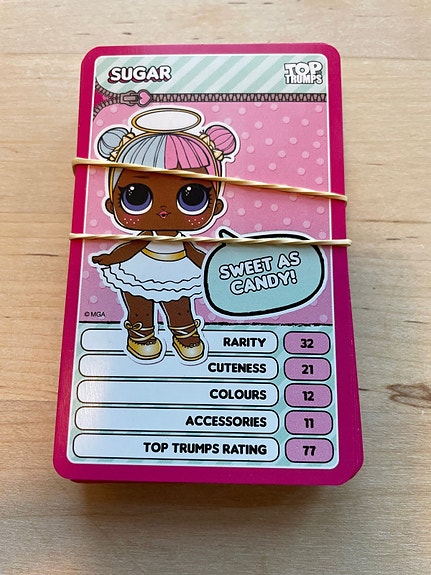 SUGAR
TOP
TRUMPS
SWEET AS
CANDY!
© MGA
RARITY 32
CUTENESS 21
COLOURS 12
ACCESSORIES 11
TOP TRUMPS RATING 77